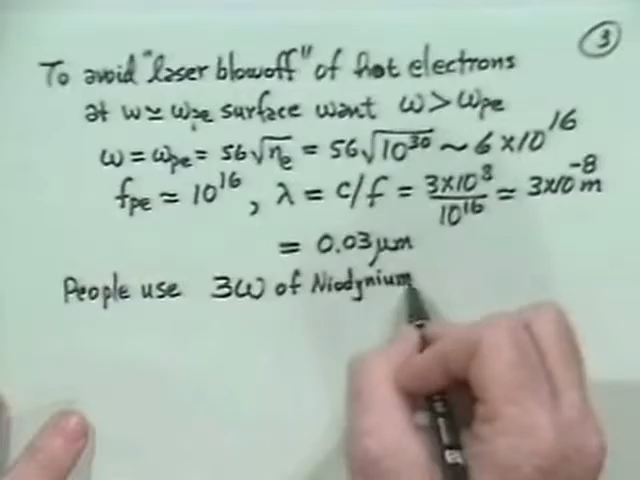 3
To avoid "laser blowoff" of hot electrons
at ω ≃ ωpe surface want ω > ωpe
ω = ωpe = 56√ne = 56√10^30 ~ 6 × 10^16
fpe ≃ 10^16, λ = c/f = 3×10^8/10^16 ≃ 3×10^-8 m
= 0.03 μm
People use 3ω of Niodynium